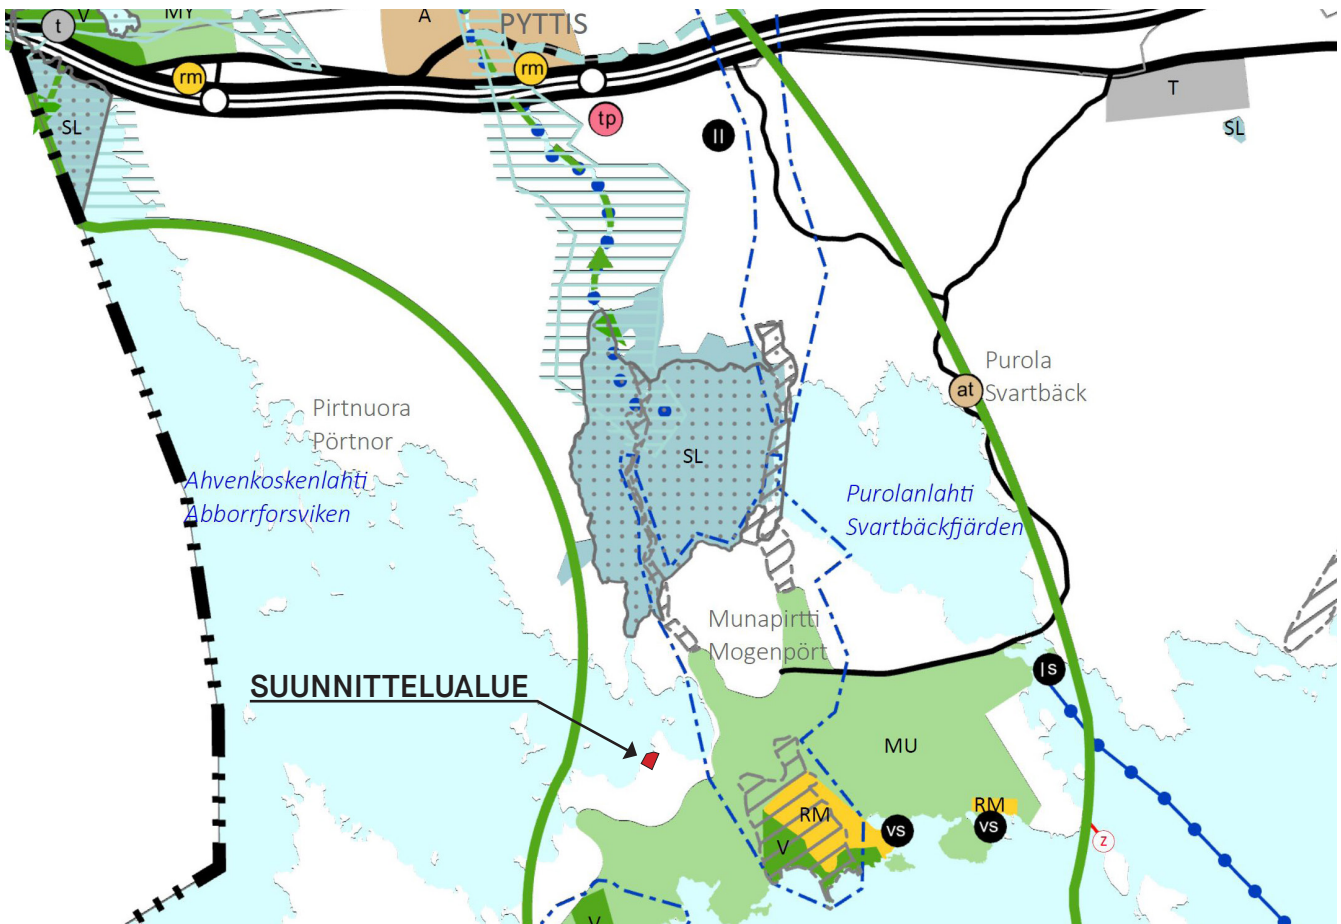 V
MY
A
PYTTIS
t
rm
rm
tp
ll
T
SL
SL
Purola
Svartbäck
at
Pirtnuora
Pörtnor
Ahvenkoskenlahti
Abborrforsviken
SL
Purolanlahti
Svartbäckfjärden
Munapirtti
Mogenpört
ls
SUUNNITTELUALUE
MU
RM
RM
vs
vs
V
z
V